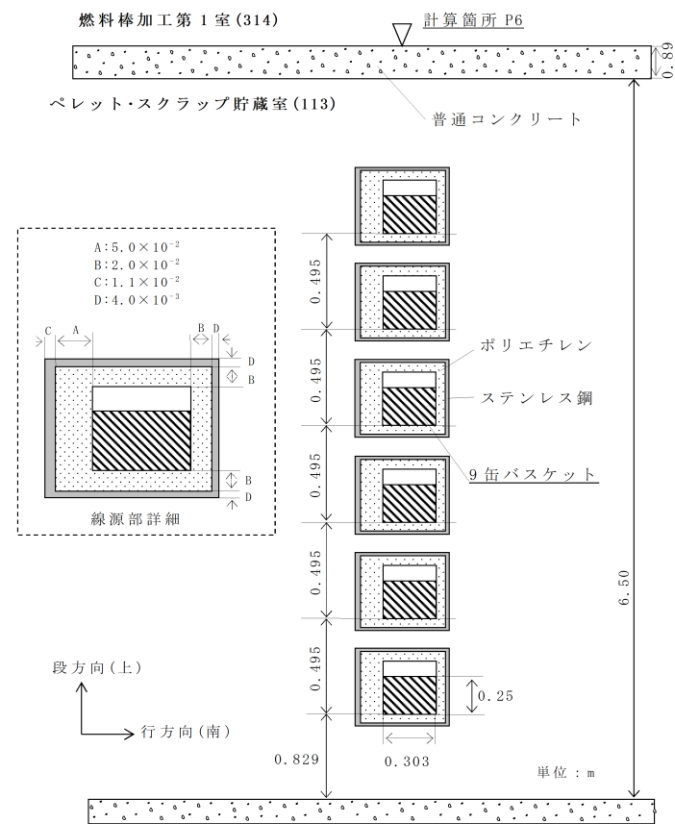 燃料棒加工第1室(314)
計算箇所 P6
0.89
ペレット・スクラップ貯蔵室(113)
普通コンクリート
A:5.0×10⁻²
B:2.0×10⁻²
C:1.1×10⁻²
D:4.0×10⁻³
C A B D
D
B
B
D
線源部詳細
0.495
0.495
0.495
0.495
0.495
ポリエチレン
ステンレス鋼
9缶バスケット
6.50
段方向(上)
行方向(南)
0.25
0.829
0.303
単位：m